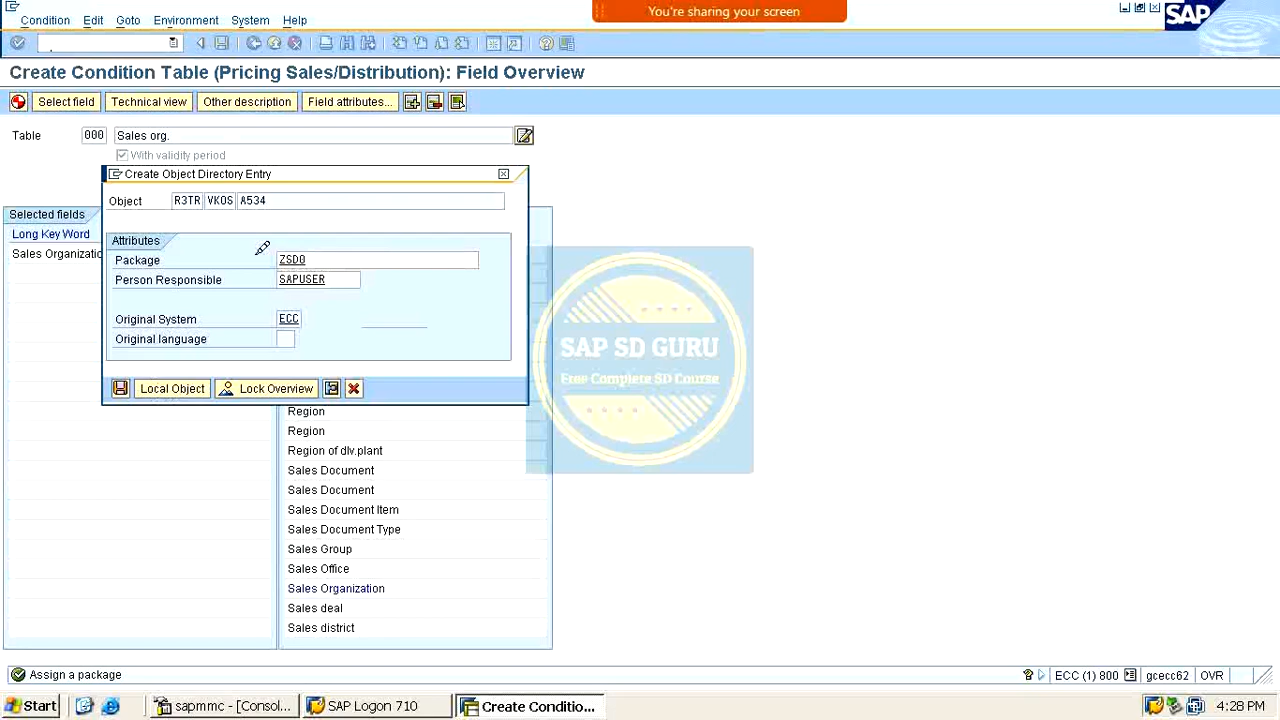 You're sharing your screen
Condition Edit Goto Environment System Help
SAP
Create Condition Table (Pricing Sales/Distribution): Field Overview
Select field Technical view Other description Field attributes...
Table 000 Sales org.
With validity period
Create Object Directory Entry
Object R3TR VKOS A534
Selected fields
Long Key Word
Sales Organizatio
Attributes
Package ZSD0
Person Responsible SAPUSER
Original System ECC
Original language
Local Object Lock Overview
SAP SD GURU
Free Complete SD Course
Region
Region
Region of dlv.plant
Sales Document
Sales Document
Sales Document Item
Sales Document Type
Sales Group
Sales Office
Sales Organization
Sales deal
Sales district
Assign a package
ECC (1) 800 gcecc62 OVR
Start sapmmc - [Consol... SAP Logon 710 Create Conditio... 4:28 PM